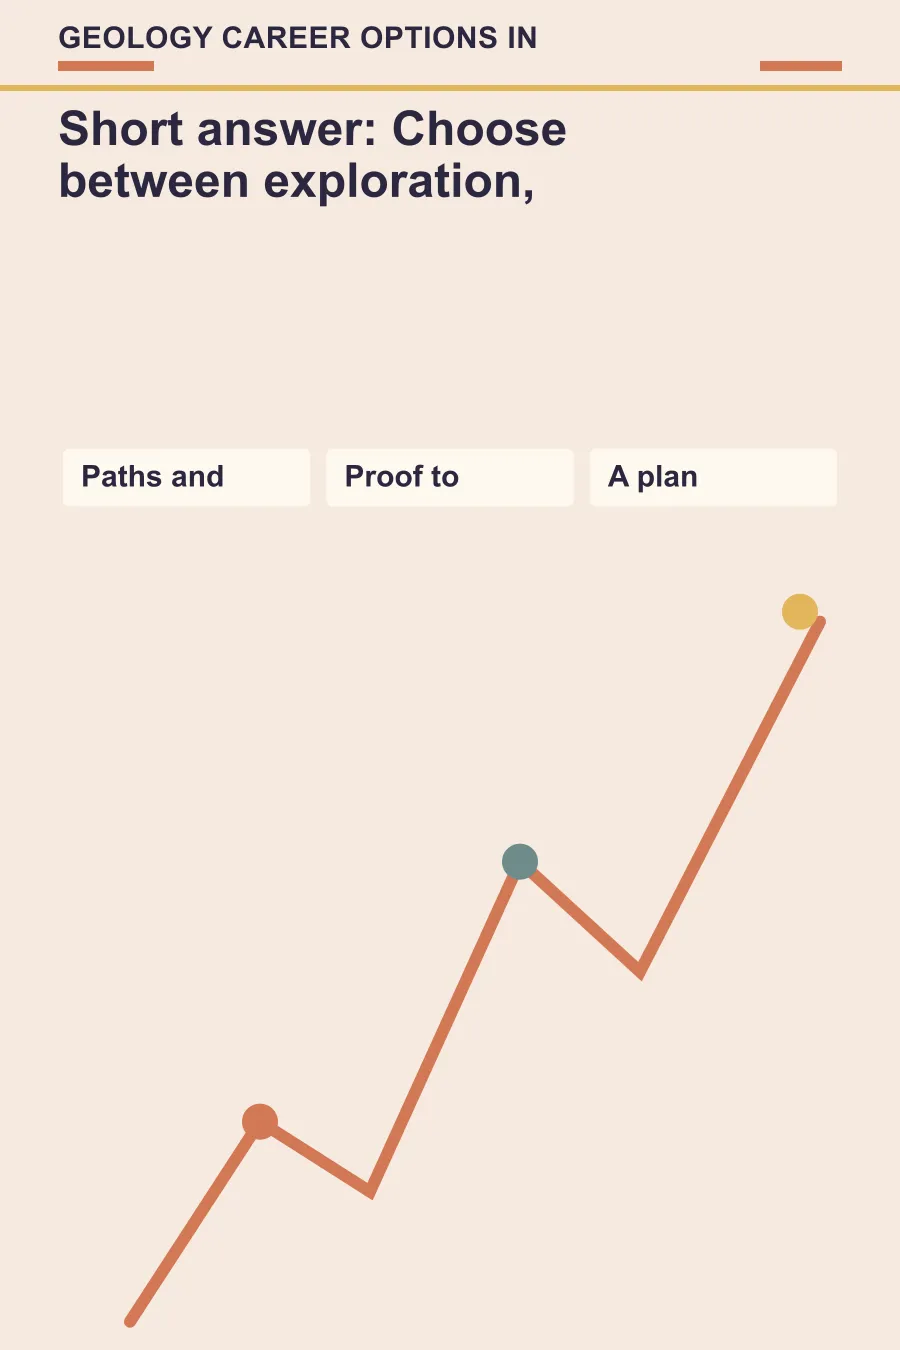 GEOLOGY CAREER OPTIONS IN
Short answer: Choose
between exploration,
Paths and
Proof to
A plan